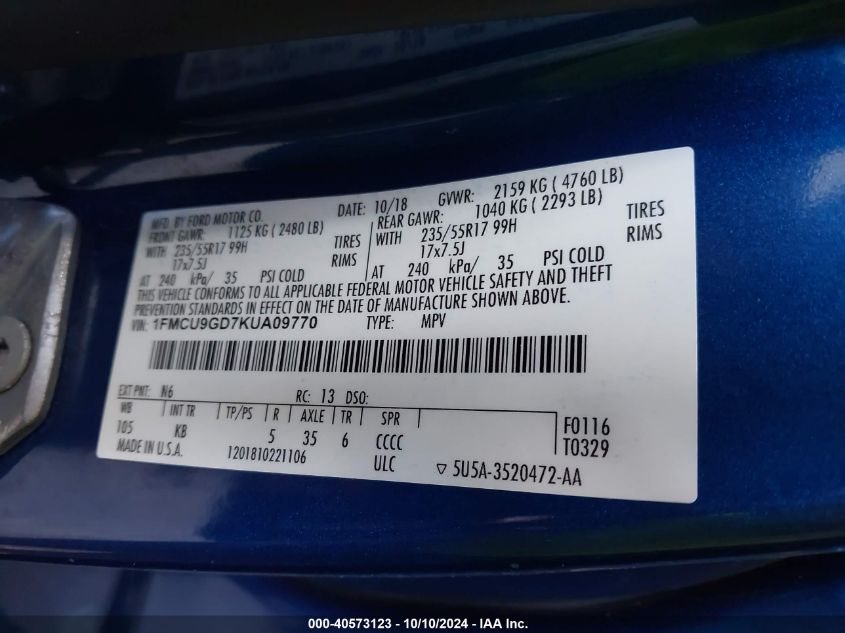 MFD. BY FORD MOTOR CO. DATE: 10/18 GVWR: 2159 KG ( 4760 LB)
FRONT GAWR: 1125 KG ( 2480 LB) REAR GAWR: 1040 KG ( 2293 LB)
WITH 235/55R17 99H TIRES WITH 235/55R17 99H TIRES
17x7.5J RIMS 17x7.5J RIMS
AT 240 kPa/ 35 PSI COLD AT 240 kPa/ 35 PSI COLD
THIS VEHICLE CONFORMS TO ALL APPLICABLE FEDERAL MOTOR VEHICLE SAFETY AND THEFT
PREVENTION STANDARDS IN EFFECT ON THE DATE OF MANUFACTURE SHOWN ABOVE.
VIN: 1FMCU9GD7KUA09770 TYPE: MPV
EXT PNT: N6 RC: 13 DSO:
WB INT TR TP/PS R AXLE TR SPR
105 KB 5 35 6 CCCC
F0116
T0329
MADE IN U.S.A. 1201810221106 ULC ▽ 5U5A-3520472-AA
000-40573123 - 10/10/2024 - IAA Inc.